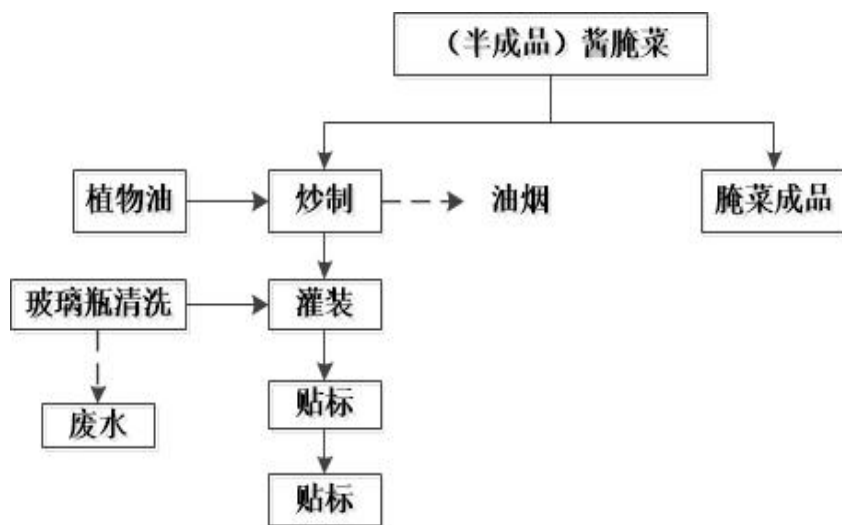 （半成品）酱腌菜
植物油
炒制
油烟
腌菜成品
玻璃瓶清洗
灌装
贴标
废水
贴标